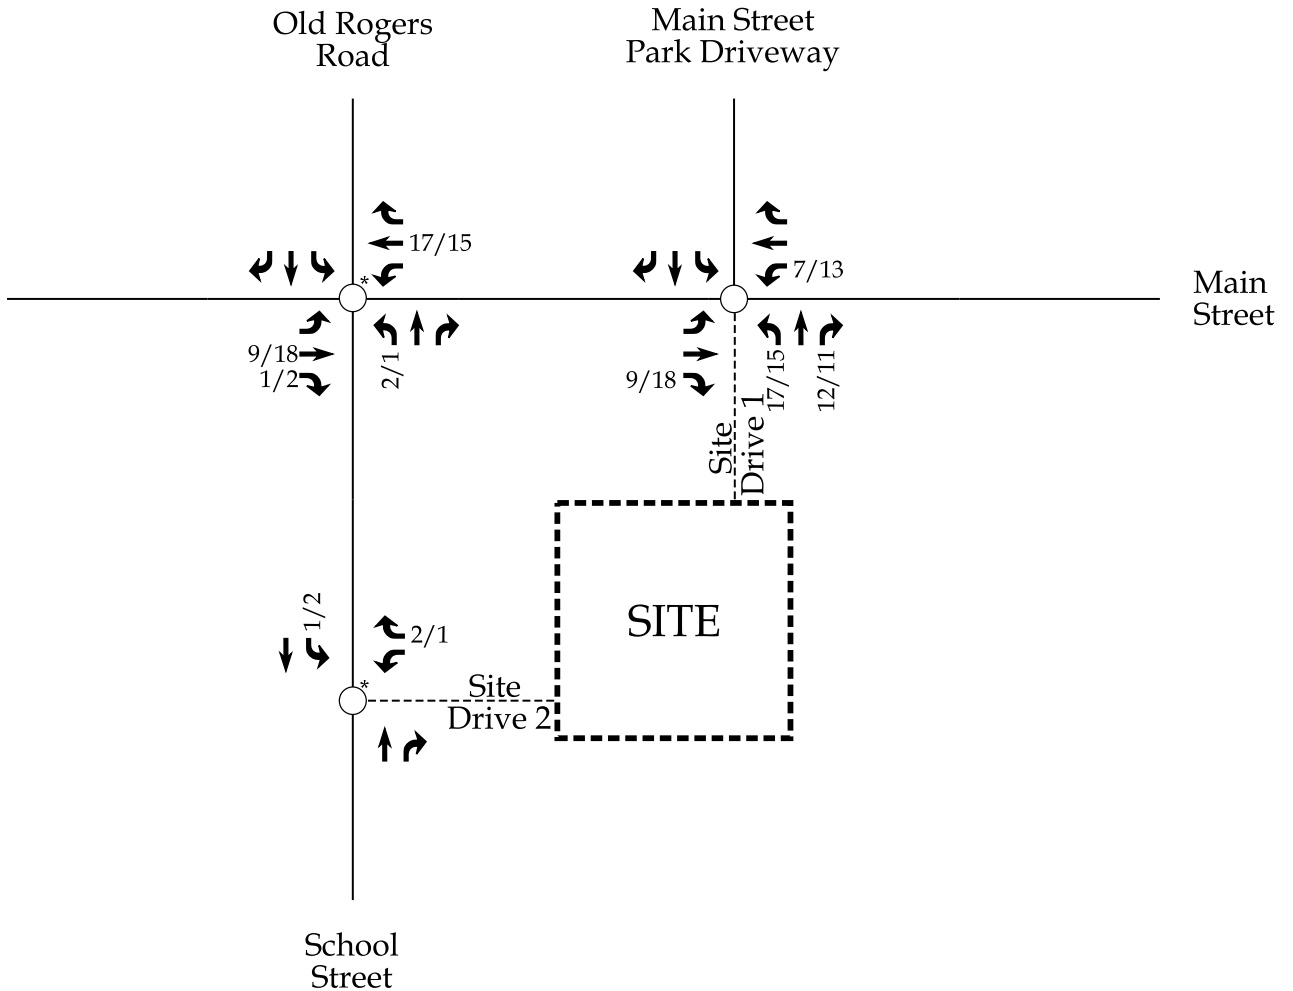 Old Rogers
Road
Main Street
Park Driveway
17/15
*
9/18
1/2
2/1
7/13
9/18
17/15
12/11
Main
Street
Site
Drive 1
SITE
1/2
2/1
*
Site
Drive 2
School
Street